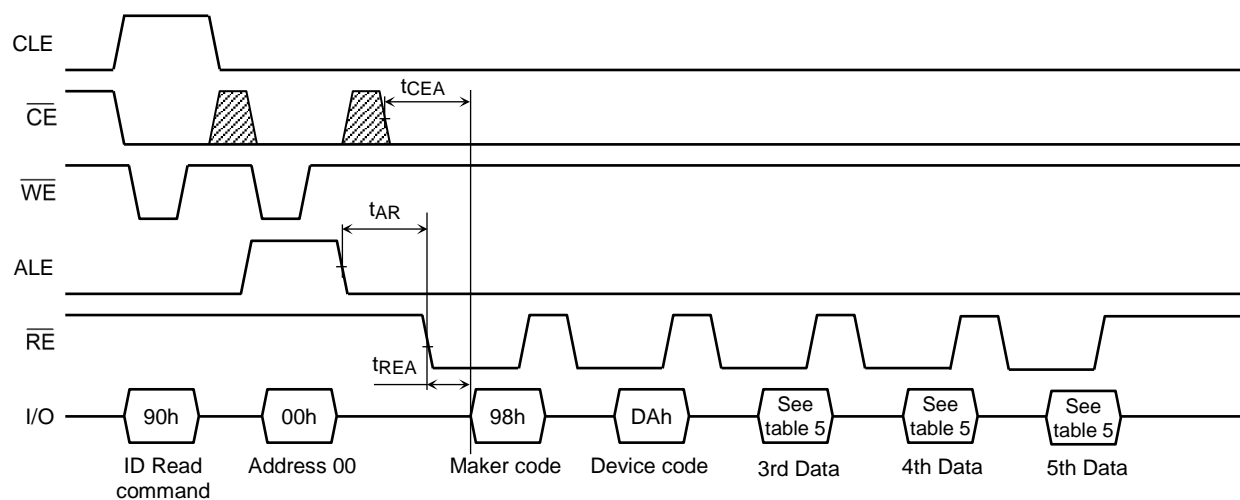 CLE
tCEA
CE
WE
tAR
ALE
RE
tREA
I/O
90h
00h
98h
DAh
See
table 5
See
table 5
See
table 5
ID Read
command
Address 00
Maker code
Device code
3rd Data
4th Data
5th Data